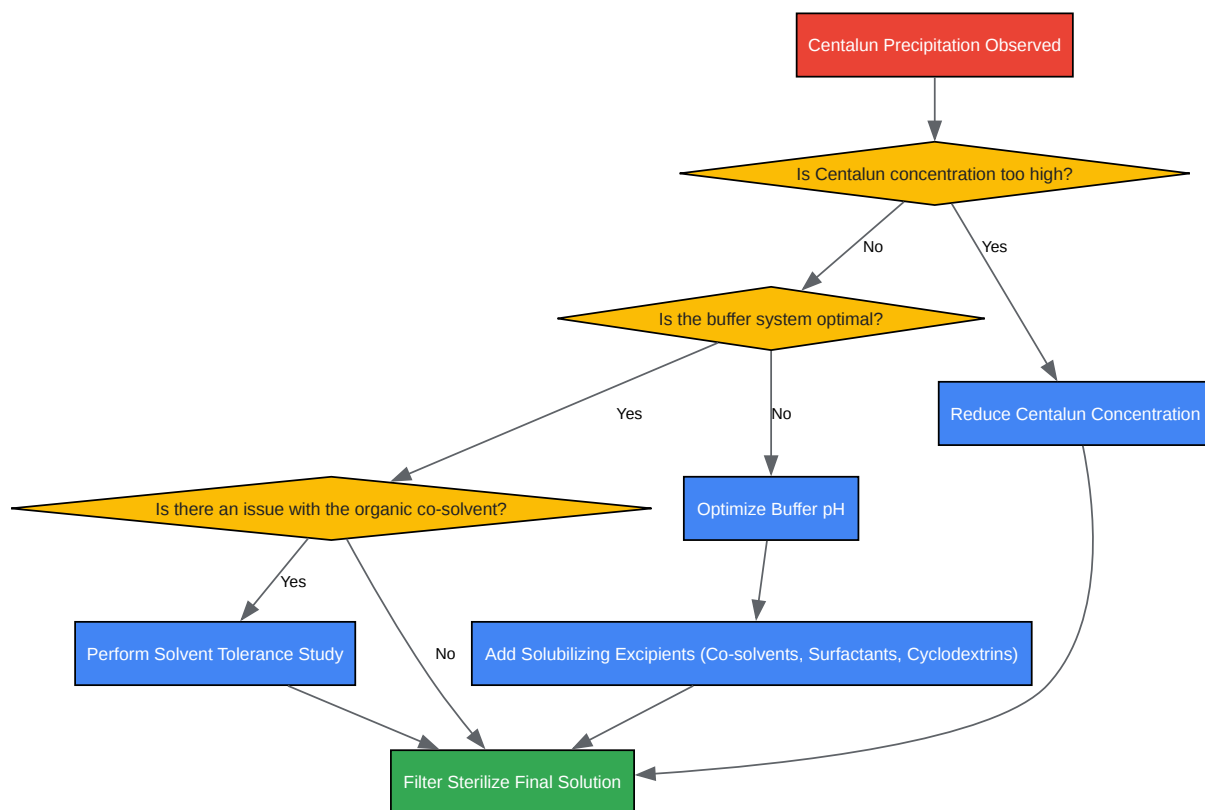 Centalun Precipitation Observed
Is Centalun concentration too high?
No
Yes
Is the buffer system optimal?
Yes
No
Reduce Centalun Concentration
Is there an issue with the organic co-solvent?
Optimize Buffer pH
Yes
No
Perform Solvent Tolerance Study
Add Solubilizing Excipients (Co-solvents, Surfactants, Cyclodextrins)
Filter Sterilize Final Solution